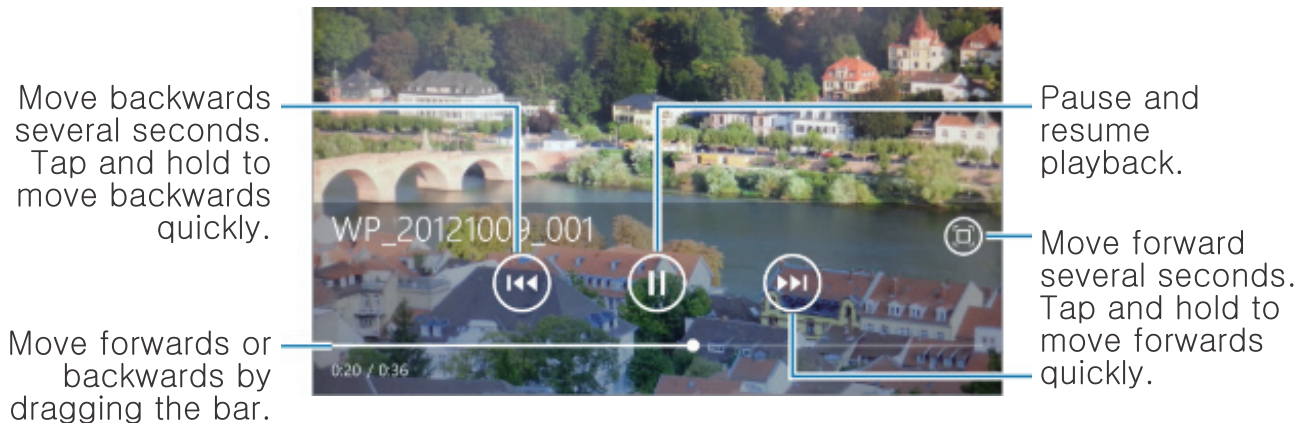 Move backwards
several seconds.
Tap and hold to
move backwards
quickly.
Move forwards or
backwards by
dragging the bar.
WP_20121009_001
0:20 / 0:36
Pause and
resume
playback.
Move forward
several seconds.
Tap and hold to
move forwards
quickly.